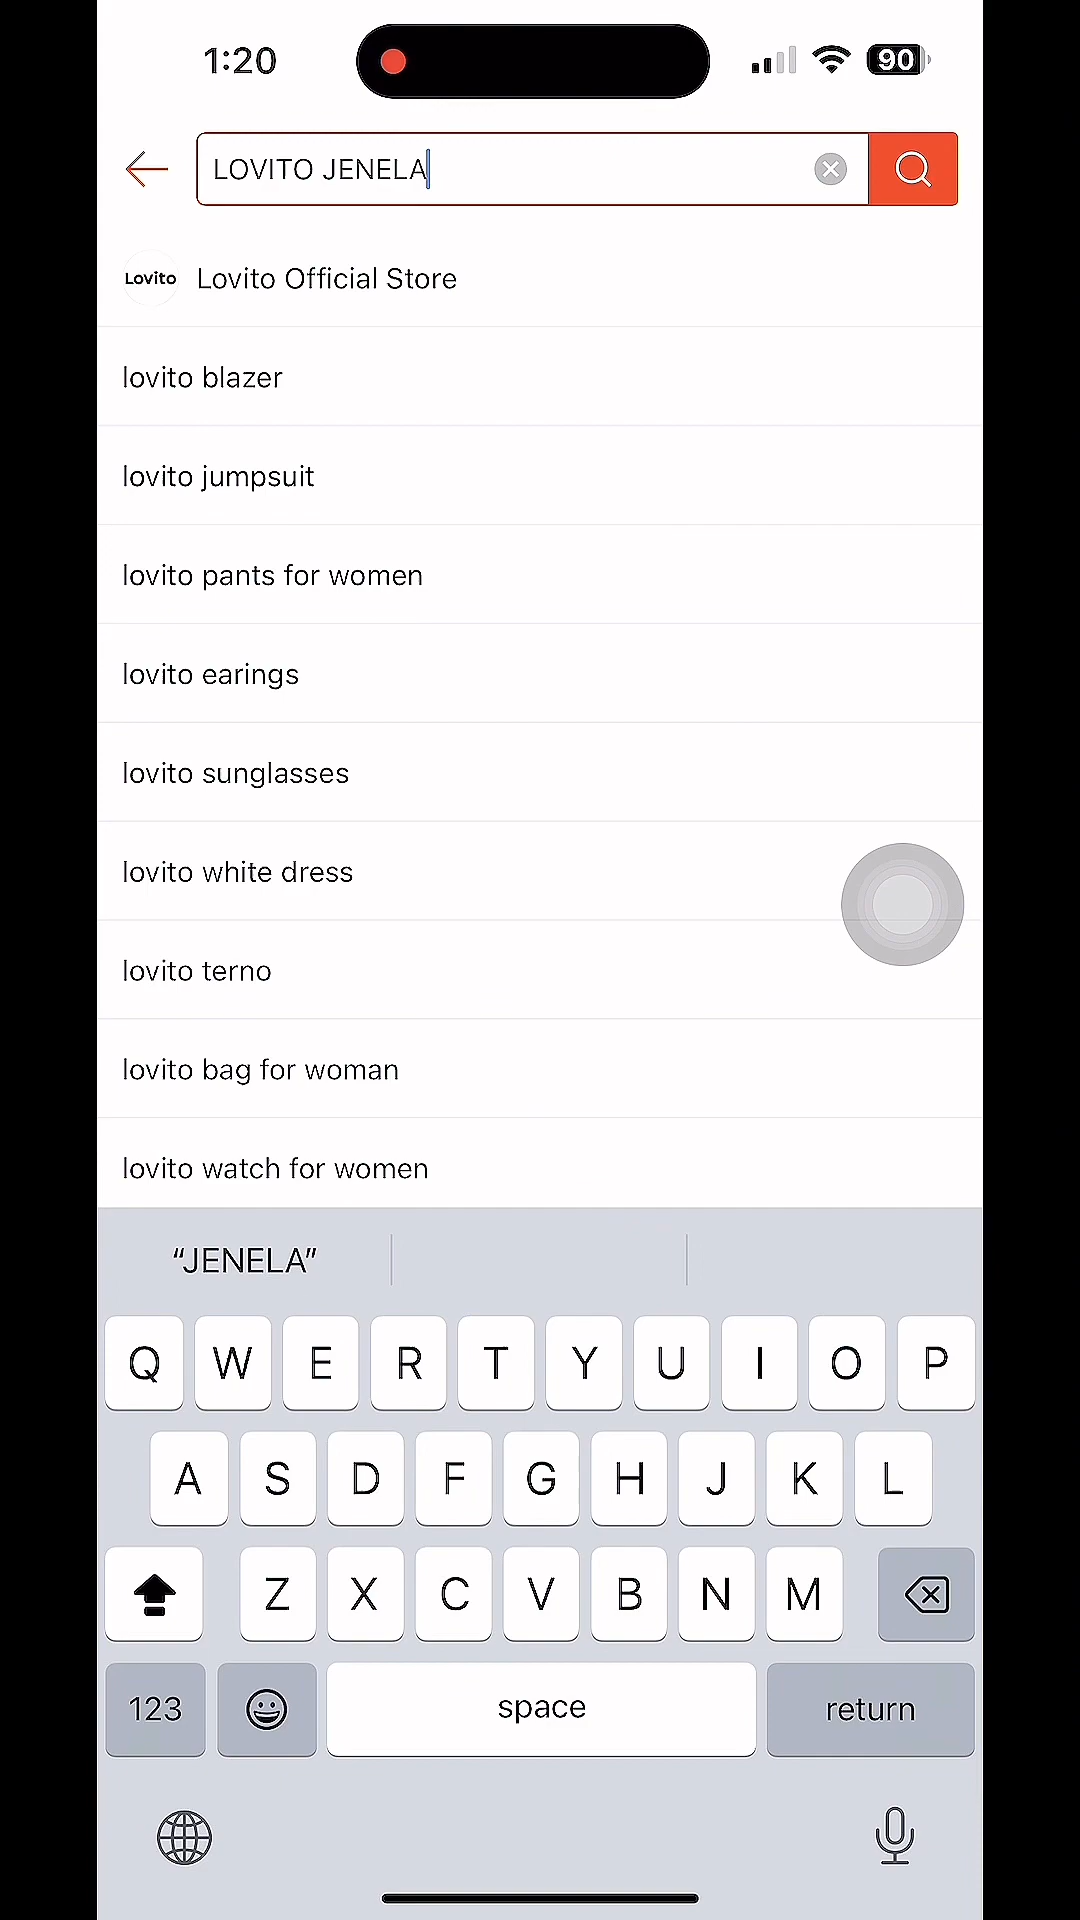 1:20
90
LOVITO JENELA
Lovito Lovito Official Store
lovito blazer
lovito jumpsuit
lovito pants for women
lovito earings
lovito sunglasses
lovito white dress
lovito terno
lovito bag for woman
lovito watch for women
“JENELA”
Q W E R T Y U I O P
A S D F G H J K L
Z X C V B N M
123 space return